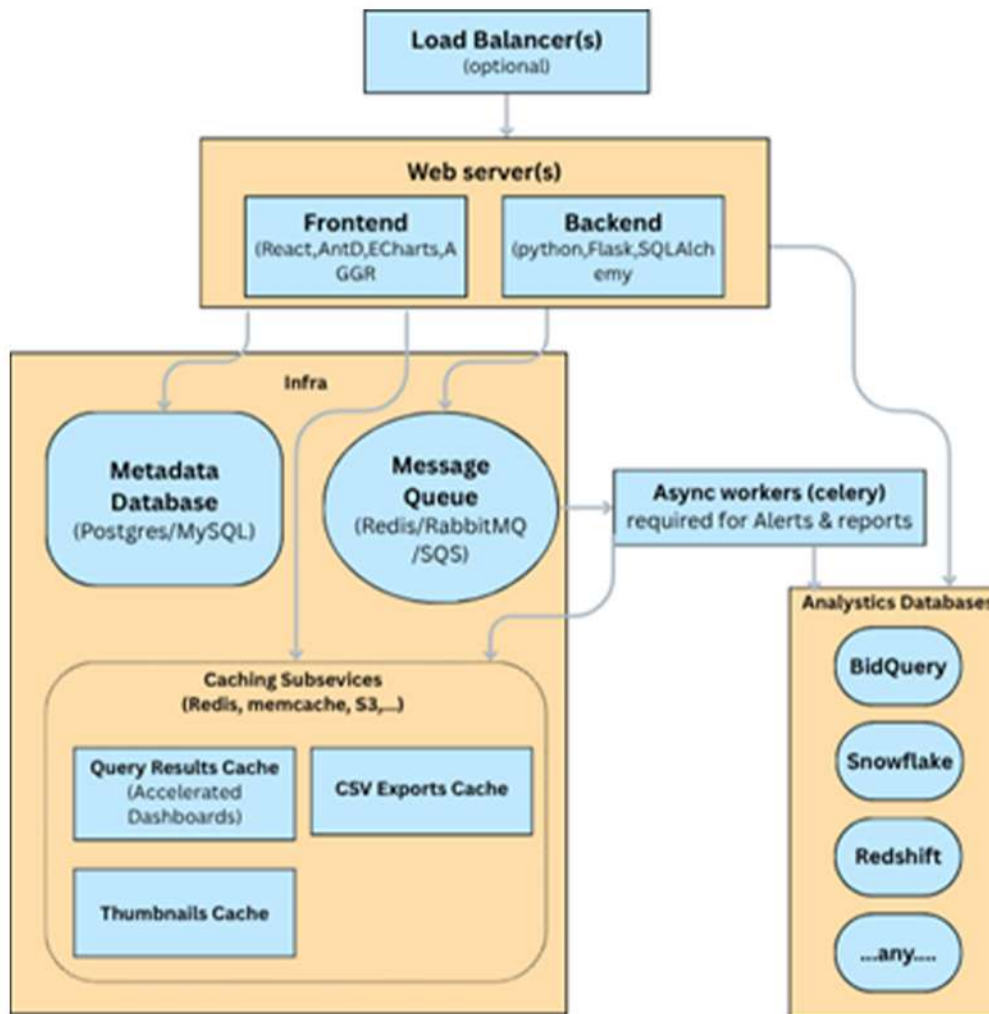 Load Balancer(s)
(optional)
Web server(s)
Frontend
(React,AntD,ECharts,A
GGR
Backend
(python,Flask,SQLAlch
emy
Infra
Metadata
Database
(Postgres/MySQL)
Message
Queue
(Redis/RabbitMQ
/SQS)
Async workers (celery)
required for Alerts & reports
Analystics Databases
BidQuery
Snowflake
Redshift
...any....
Caching Subsevices
(Redis, memcache, S3,...)
Query Results Cache
(Accelerated
Dashboards)
CSV Exports Cache
Thumbnails Cache